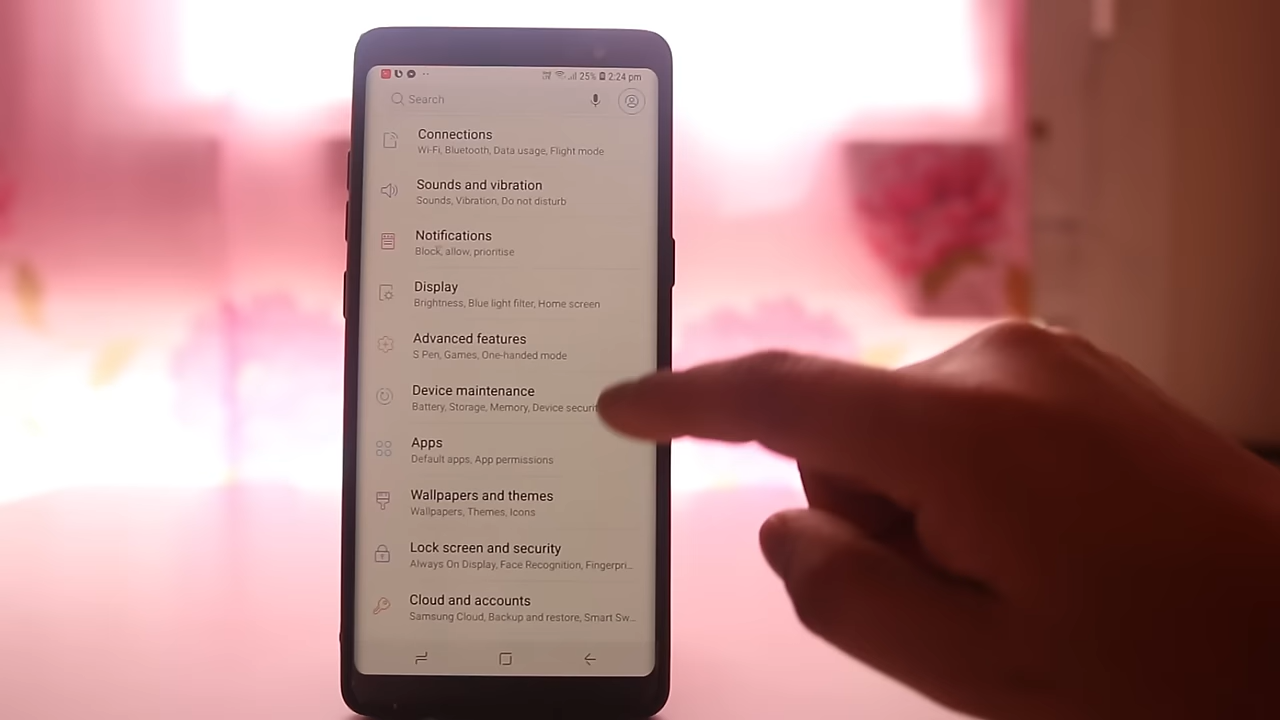 25% 2:24 pm
Search
Connections
Wi-Fi, Bluetooth, Data usage, Flight mode
Sounds and vibration
Sounds, Vibration, Do not disturb
Notifications
Block, allow, prioritise
Display
Brightness, Blue light filter, Home screen
Advanced features
S Pen, Games, One-handed mode
Device maintenance
Battery, Storage, Memory, Device securit
Apps
Default apps, App permissions
Wallpapers and themes
Wallpapers, Themes, Icons
Lock screen and security
Always On Display, Face Recognition, Fingerpri...
Cloud and accounts
Samsung Cloud, Backup and restore, Smart Sw...